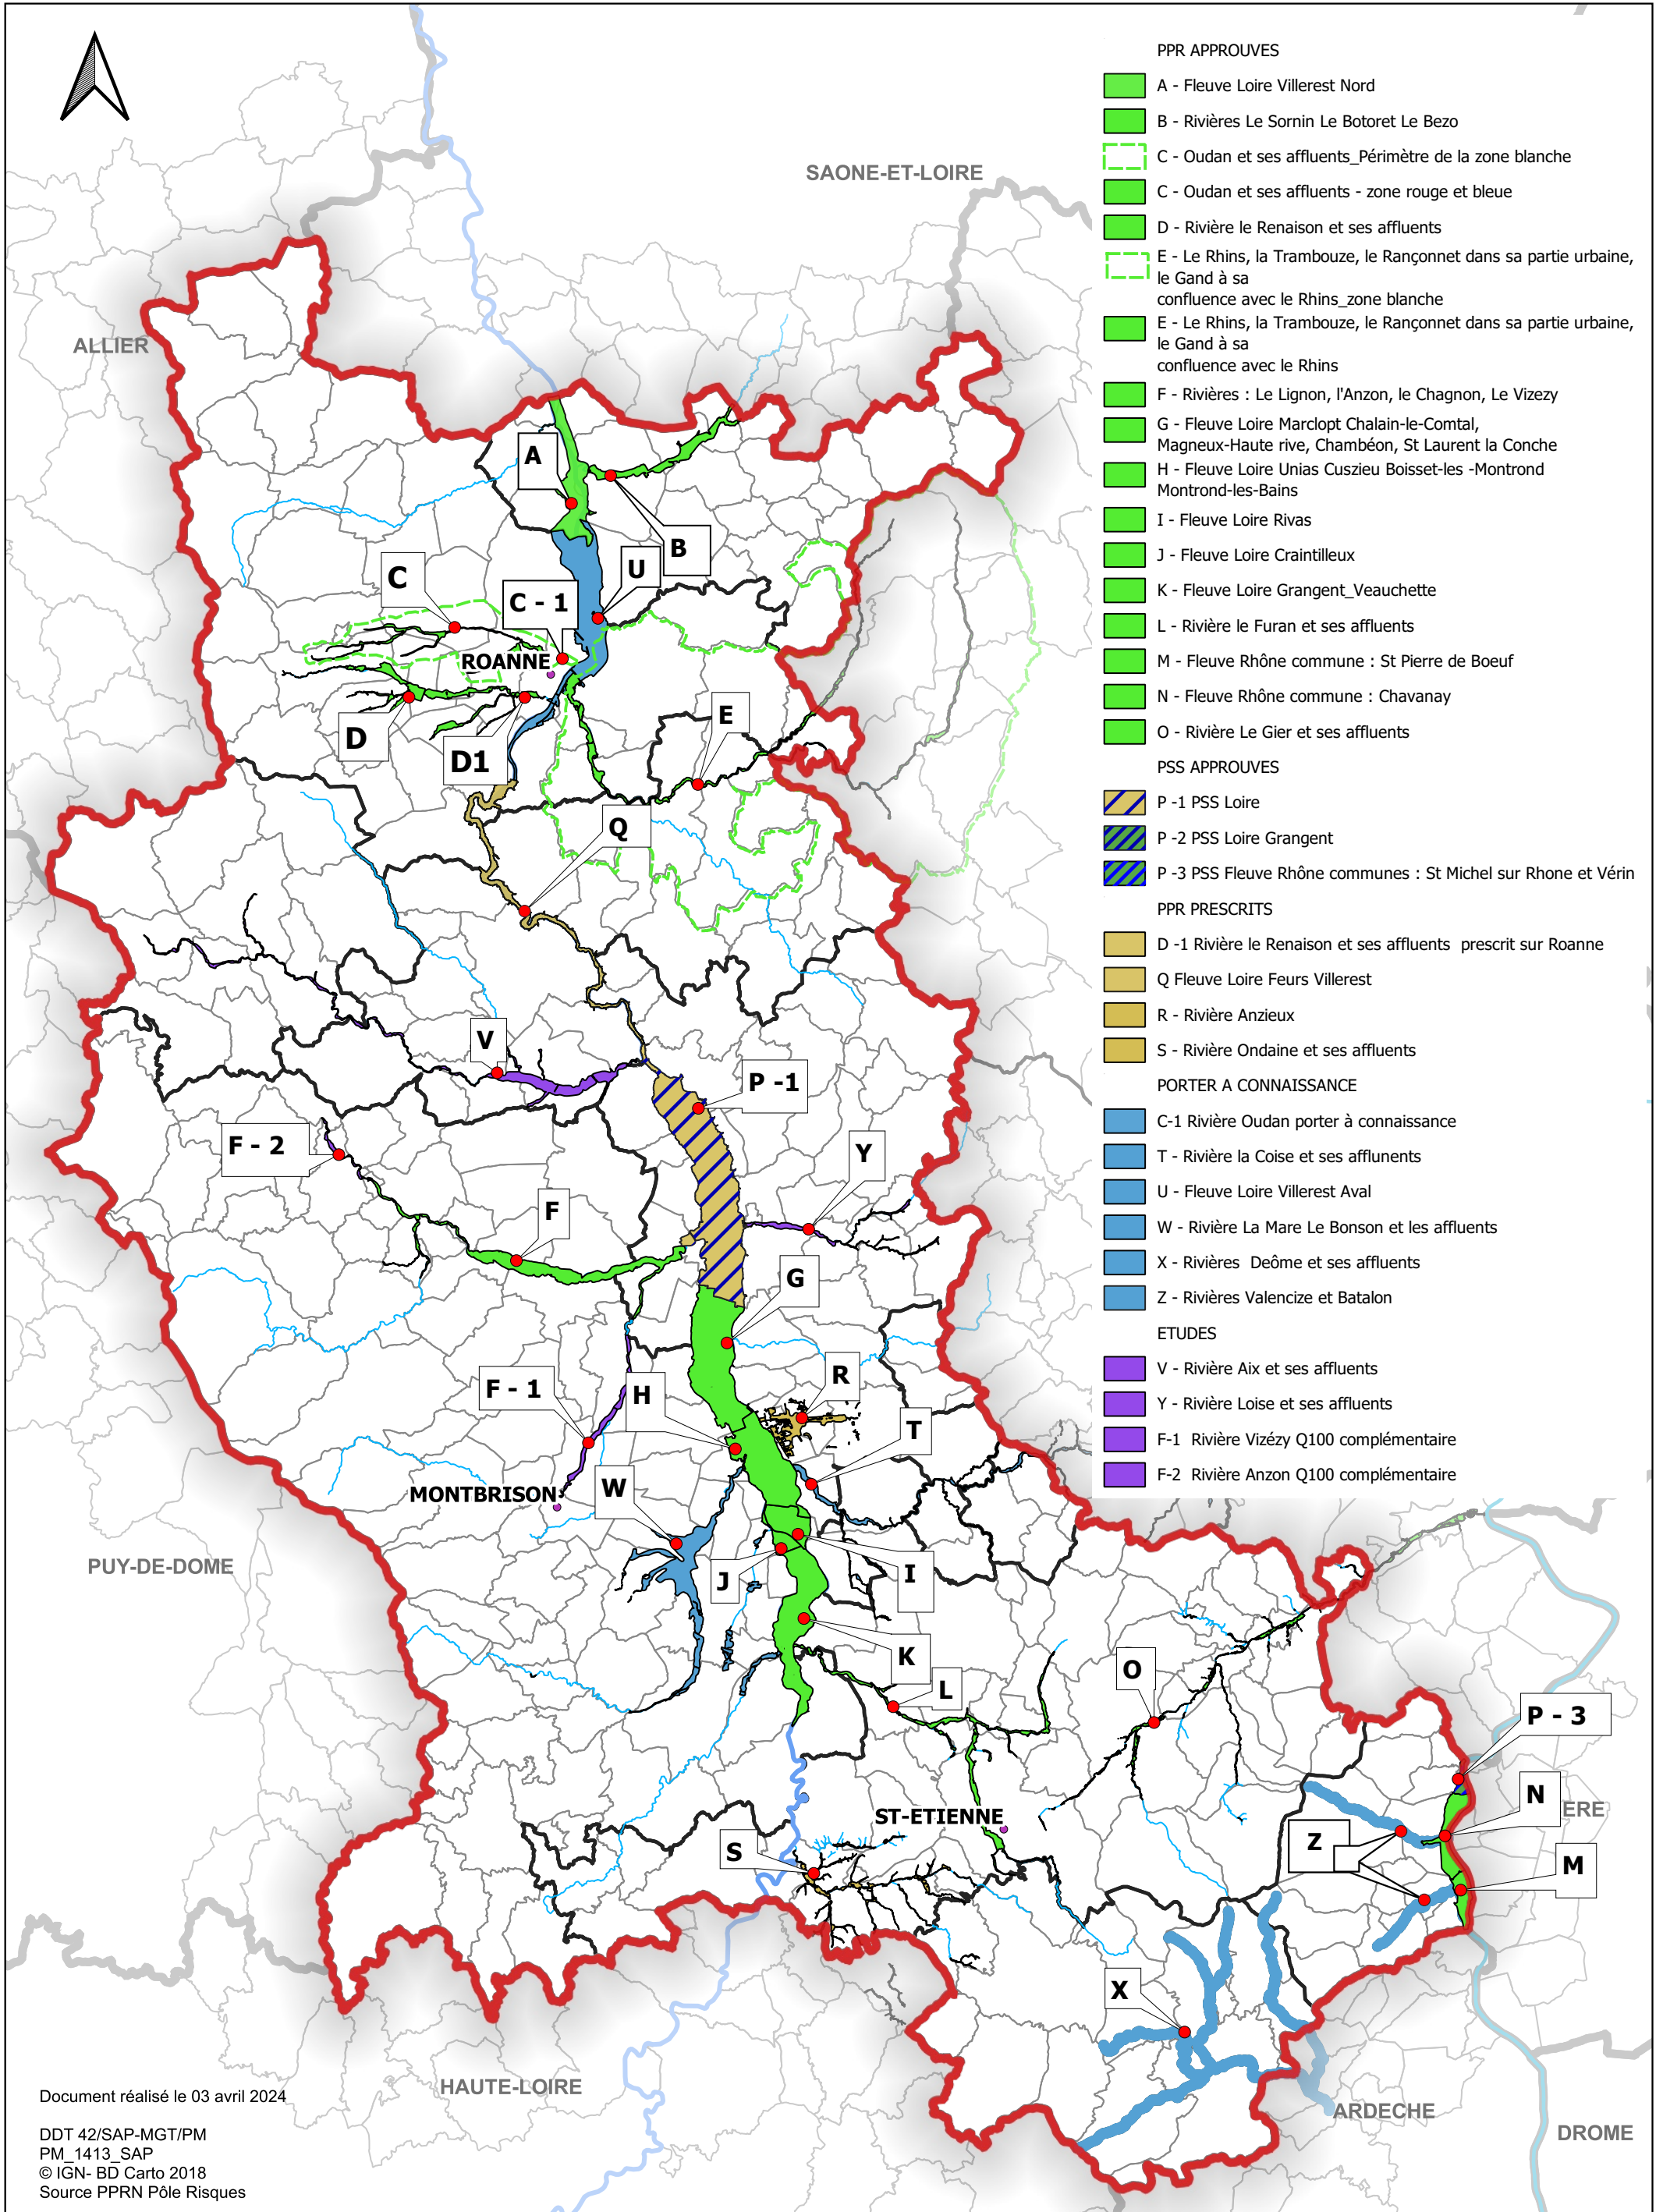 PPR APPROUVES
A - Fleuve Loire Villerest Nord
B - Rivières Le Sornin Le Botoret Le Bezo
C - Oudan et ses affluents_Périmètre de la zone blanche
C - Oudan et ses affluents - zone rouge et bleue
D - Rivière le Renaison et ses affluents
E - Le Rhins, la Trambouze, le Rançonnet dans sa partie urbaine,
le Gand à sa
confluence avec le Rhins_zone blanche
E - Le Rhins, la Trambouze, le Rançonnet dans sa partie urbaine,
le Gand à sa
confluence avec le Rhins
F - Rivières : Le Lignon, l'Anzon, le Chagnon, Le Vizezy
G - Fleuve Loire Marclopt Chalain-le-Comtal,
Magneux-Haute rive, Chambéon, St Laurent la Conche
H - Fleuve Loire Unias Cuszieu Boisset-les -Montrond
Montrond-les-Bains
I - Fleuve Loire Rivas
J - Fleuve Loire Craintilleux
K - Fleuve Loire Grangent_Veauchette
L - Rivière le Furan et ses affluents
M - Fleuve Rhône commune : St Pierre de Boeuf
N - Fleuve Rhône commune : Chavanay
O - Rivière Le Gier et ses affluents
PSS APPROUVES
P -1 PSS Loire
P -2 PSS Loire Grangent
P -3 PSS Fleuve Rhône communes : St Michel sur Rhone et Vérin
PPR PRESCRITS
D -1 Rivière le Renaison et ses affluents  prescrit sur Roanne
Q Fleuve Loire Feurs Villerest
R - Rivière Anzieux
S - Rivière Ondaine et ses affluents
PORTER A CONNAISSANCE
C-1 Rivière Oudan porter à connaissance
T - Rivière la Coise et ses afflunents
U - Fleuve Loire Villerest Aval
W - Rivière La Mare Le Bonson et les affluents
X - Rivières  Deôme et ses affluents
Z - Rivières Valencize et Batalon
ETUDES
V - Rivière Aix et ses affluents
Y - Rivière Loise et ses affluents
F-1  Rivière Vizézy Q100 complémentaire
F-2  Rivière Anzon Q100 complémentaire
SAONE-ET-LOIRE
ALLIER
A
B
U
C
C - 1
ROANNE
D
D1
E
Q
V
P -1
F - 2
Y
F
G
R
F - 1
H
T
MONTBRISON
W
PUY-DE-DOME
J
I
K
L
O
P - 3
N
ERE
ST-ETIENNE
Z
S
M
X
HAUTE-LOIRE
ARDECHE
DROME
Document réalisé le 03 avril 2024
DDT 42/SAP-MGT/PM
PM_1413_SAP
© IGN- BD Carto 2018
Source PPRN Pôle Risques